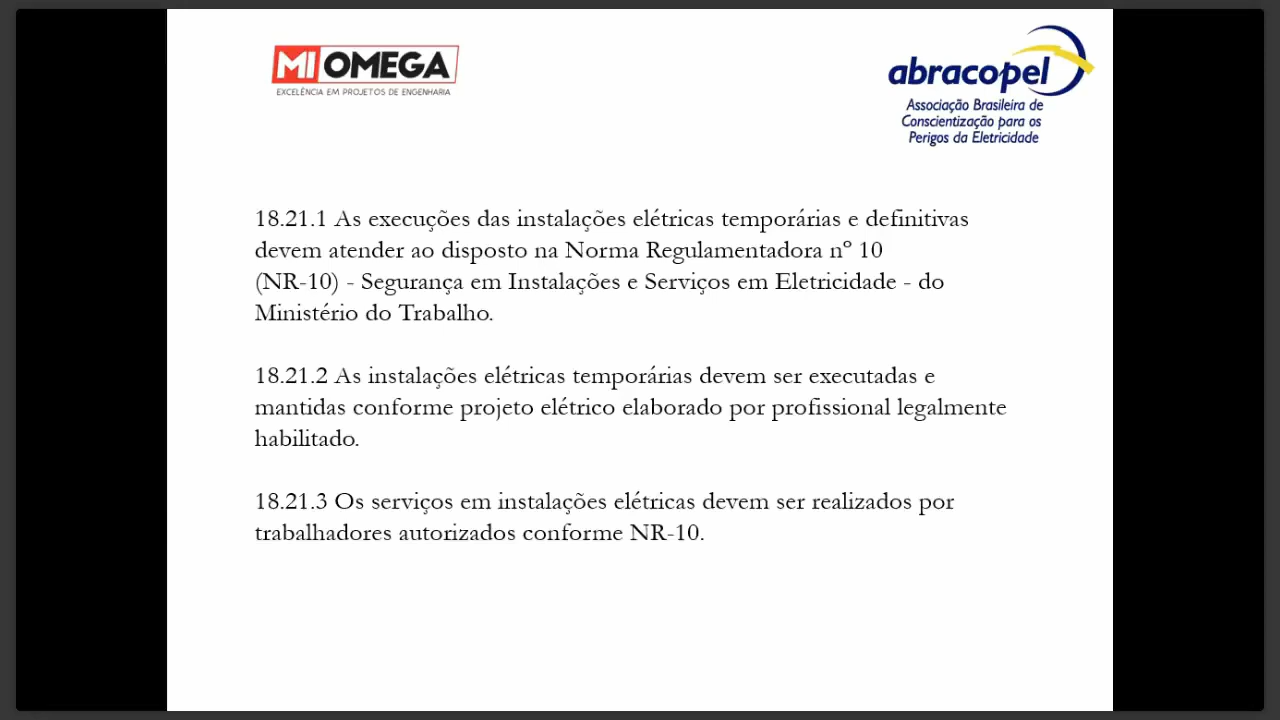 MI OMEGA
EXCELÊNCIA EM PROJETOS DE ENGENHARIA
abracopel
Associação Brasileira de
Conscientização para os
Perigos da Eletricidade
18.21.1 As execuções das instalações elétricas temporárias e definitivas
devem atender ao disposto na Norma Regulamentadora nº 10
(NR-10) - Segurança em Instalações e Serviços em Eletricidade - do
Ministério do Trabalho.
18.21.2 As instalações elétricas temporárias devem ser executadas e
mantidas conforme projeto elétrico elaborado por profissional legalmente
habilitado.
18.21.3 Os serviços em instalações elétricas devem ser realizados por
trabalhadores autorizados conforme NR-10.